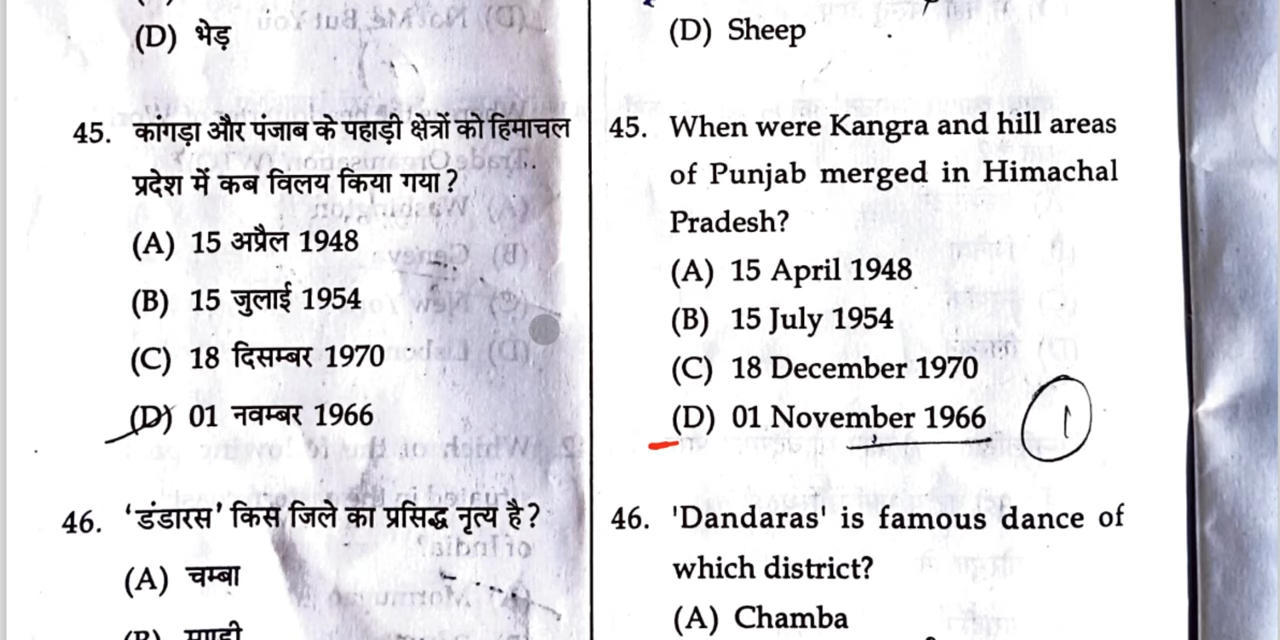 (D) भेड़
45. कांगड़ा और पंजाब के पहाड़ी क्षेत्रों को हिमाचल
प्रदेश में कब विलय किया गया ?
(A) 15 अप्रैल 1948
(B) 15 जुलाई 1954
(C) 18 दिसम्बर 1970
(D) 01 नवम्बर 1966
46. 'डंडारस' किस जिले का प्रसिद्ध नृत्य है ?
(A) चम्बा
(D) Sheep
45. When were Kangra and hill areas
of Punjab merged in Himachal
Pradesh?
(A) 15 April 1948
(B) 15 July 1954
(C) 18 December 1970
(D) 01 November 1966
1
46. 'Dandaras' is famous dance of
which district?
(A) Chamba